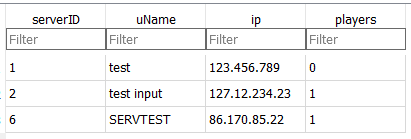 serverID uName ip players
Filter Filter Filter Filter
1 test 123.456.789 0
2 test input 127.12.234.23 1
6 SERVTEST 86.170.85.22 1